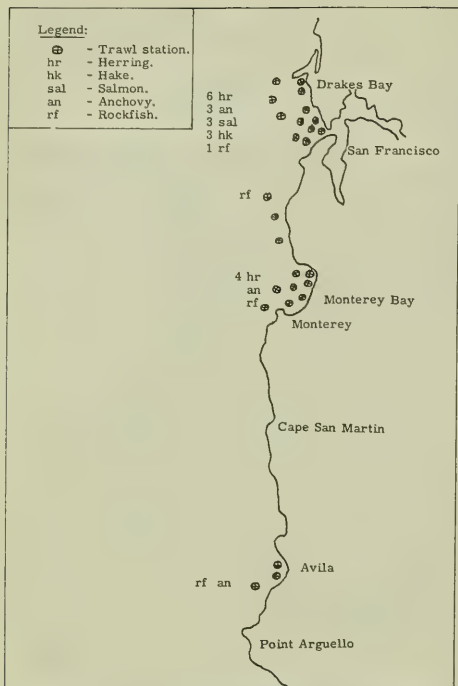 Legend:
⊕ - Trawl station.
hr - Herring.
hk - Hake.
sal - Salmon.
an - Anchovy.
rf - Rockfish.
Drakes Bay
6 hr
3 an
3 sal
3 hk
1 rf
San Francisco
rf
4 hr
an
rf
Monterey Bay
Monterey
Cape San Martin
Avila
rf an
Point Arguello